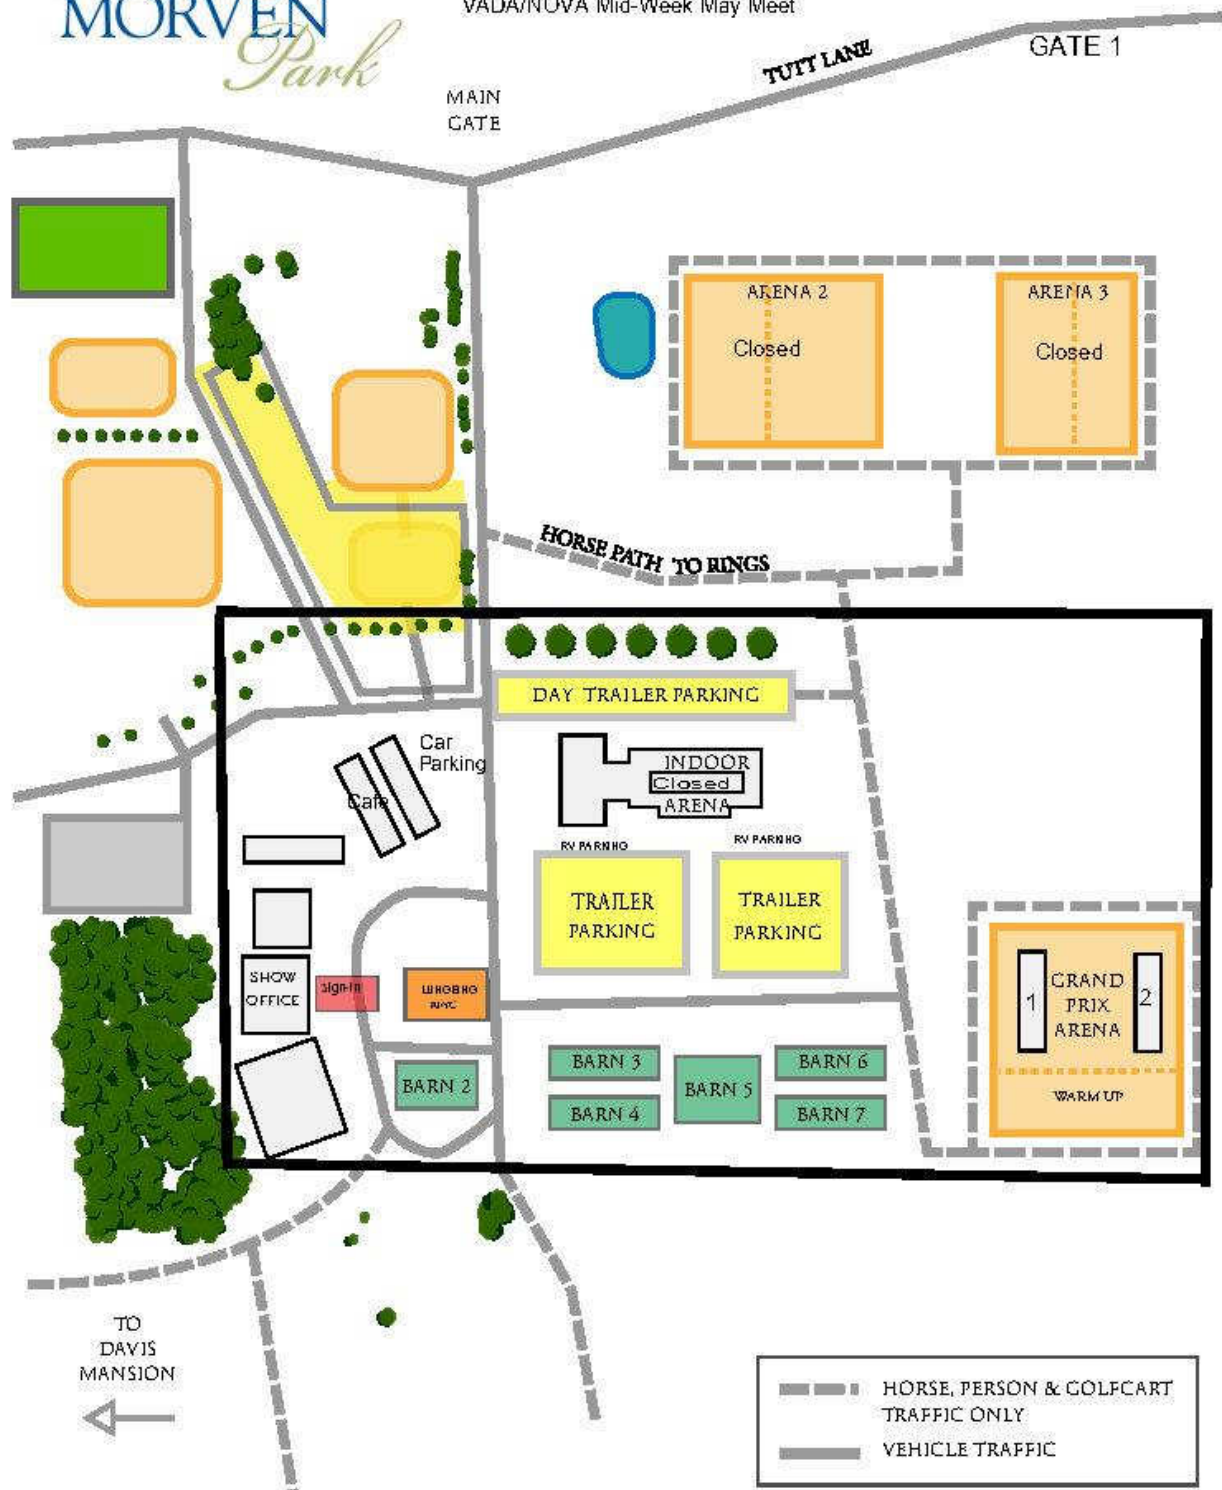 VADA/NOVA Mid-Week May Meet
MORVEN
Park
TUTT LANE
GATE 1
MAIN
GATE
ARENA 2
Closed
ARENA 3
Closed
HORSE PATH TO RINGS
DAY TRAILER PARKING
Car
Parking
Cafe
INDOOR
Closed
ARENA
RV PARKING
RV PARKING
TRAILER
PARKING
TRAILER
PARKING
SHOW
OFFICE
sign-in
LUNGEING
RING
GRAND
PRIX
ARENA
1
2
WARM UP
BARN 2
BARN 3
BARN 4
BARN 5
BARN 6
BARN 7
TO
DAVIS
MANSION
HORSE, PERSON & GOLFCART
TRAFFIC ONLY
VEHICLE TRAFFIC